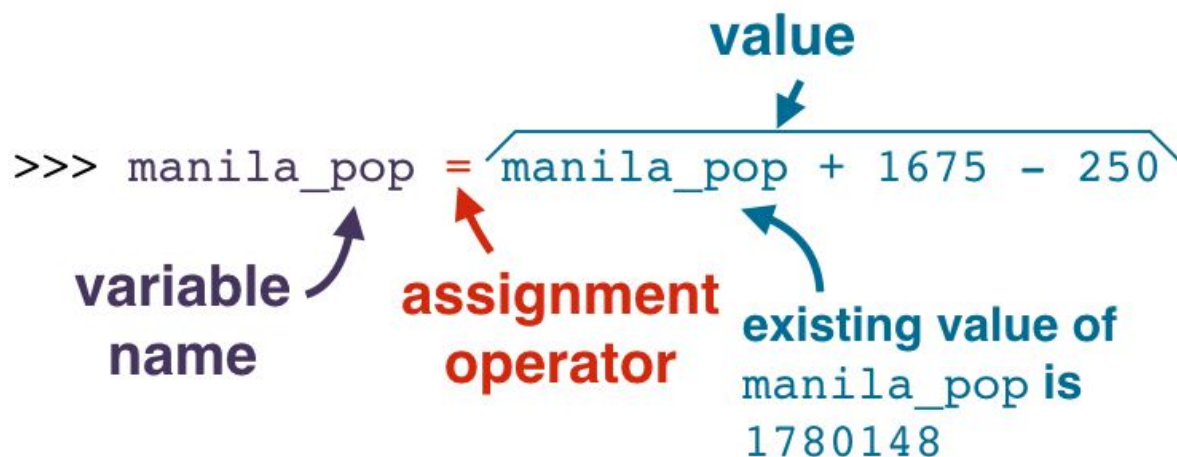 value
>>> manila_pop = manila_pop + 1675 - 250
variable
name
assignment
operator
existing value of
manila_pop is
1780148